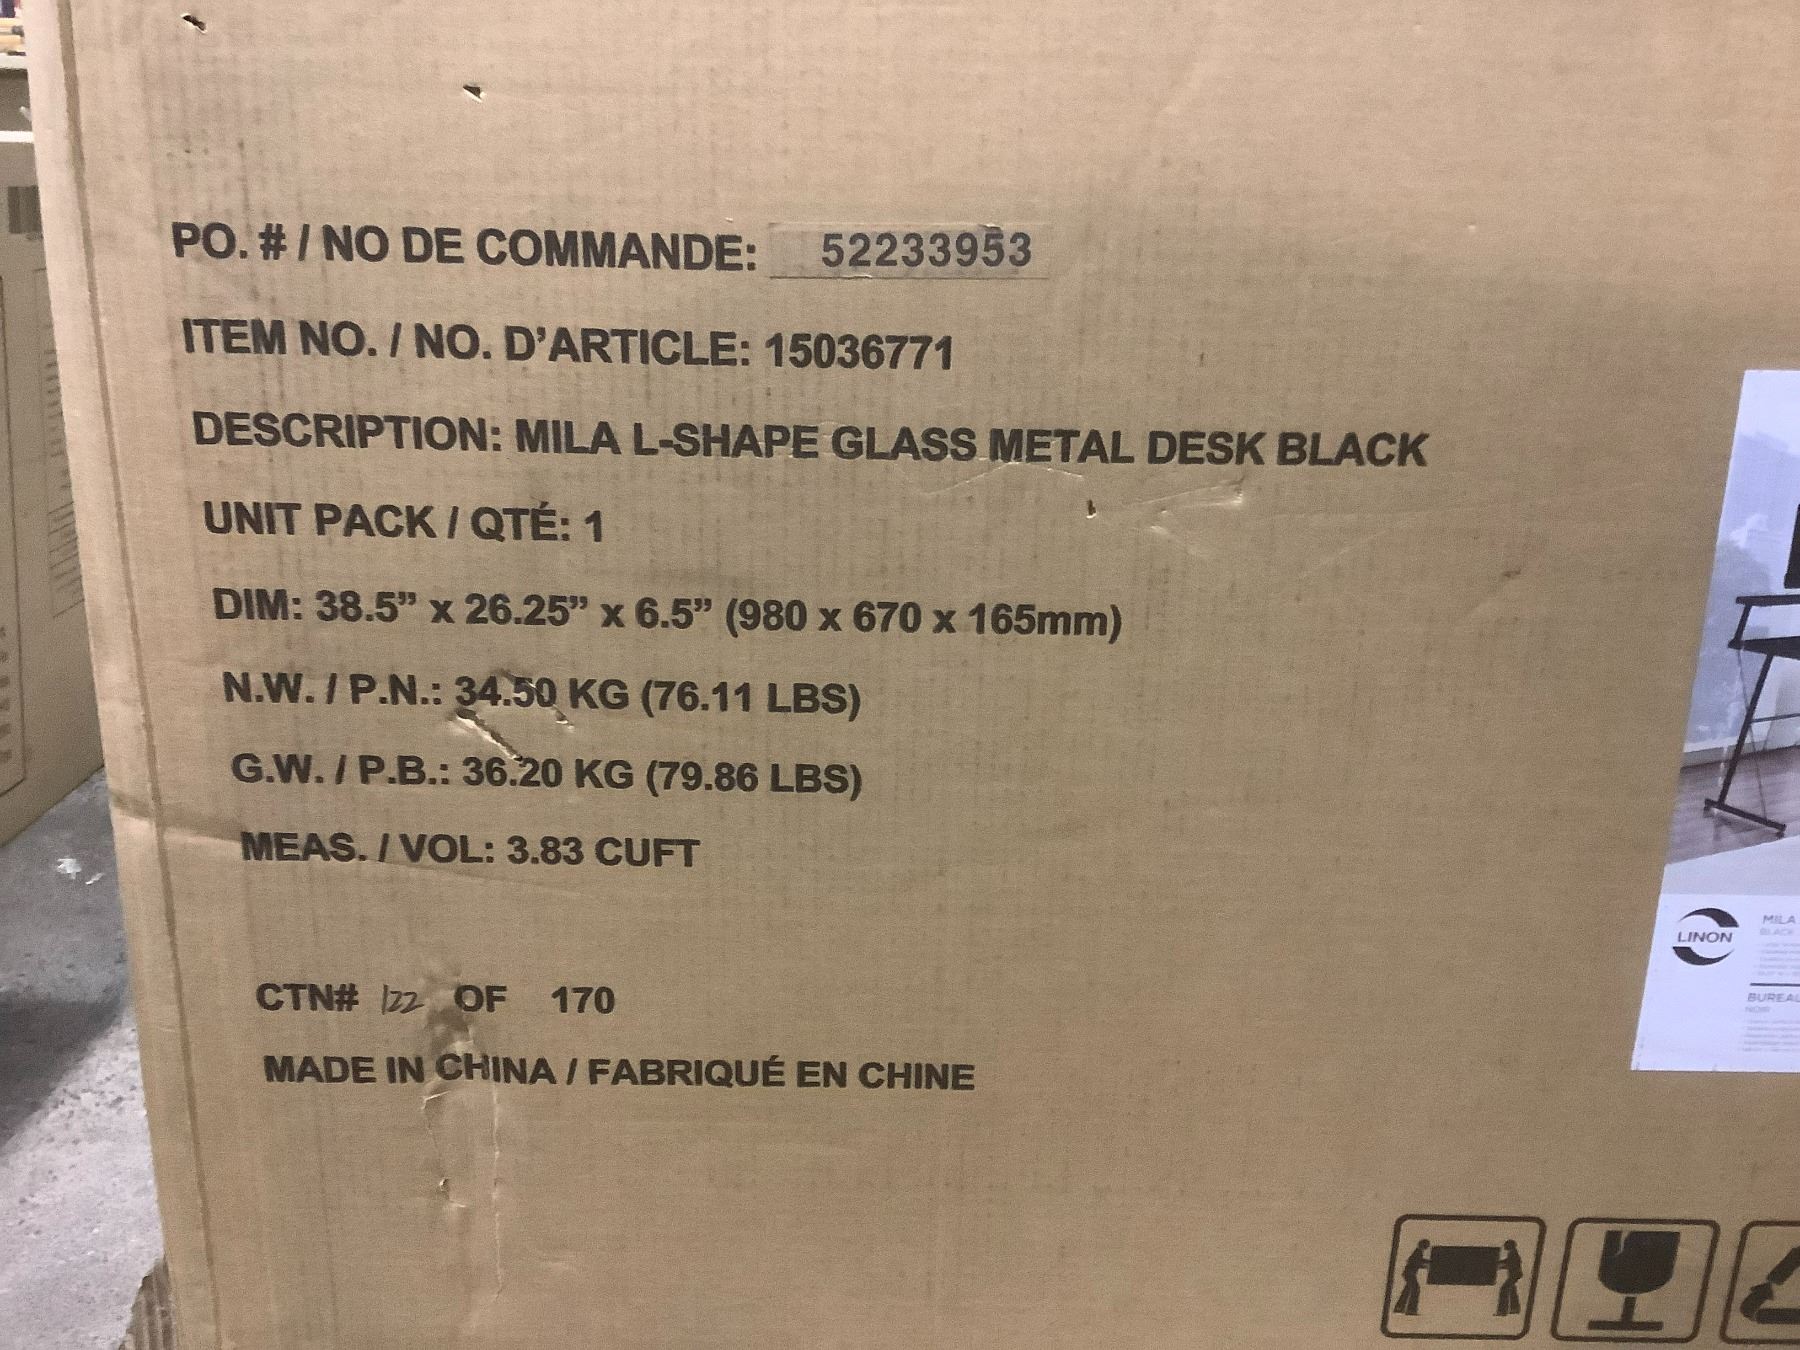 PO. # / NO DE COMMANDE: 52233953
ITEM NO. / NO. D’ARTICLE: 15036771
DESCRIPTION: MILA L-SHAPE GLASS METAL DESK BLACK
UNIT PACK / QTÉ: 1
DIM: 38.5” x 26.25” x 6.5” (980 x 670 x 165mm)
N.W. / P.N.: 34.50 KG (76.11 LBS)
G.W. / P.B.: 36.20 KG (79.86 LBS)
MEAS. / VOL: 3.83 CUFT
CTN# 122 OF 170
MADE IN CHINA / FABRIQUÉ EN CHINE
LINON
MILA
BLACK
BUREAU
NOIR